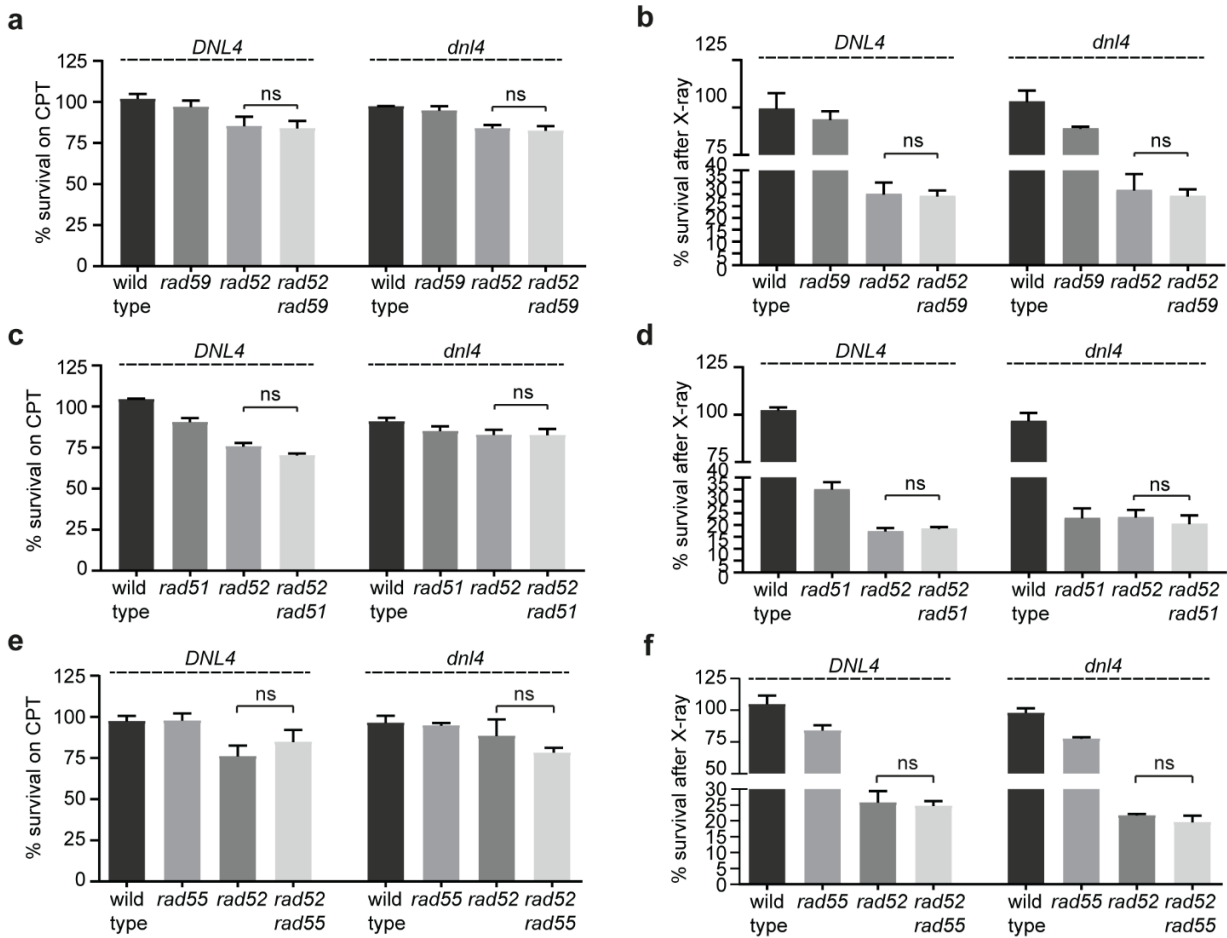 a
DNL4
dnl4
% survival on CPT
125
100
75
50
25
0
ns
ns
wild type
rad59
rad52
rad52 rad59
wild type
rad59
rad52
rad52 rad59
b
DNL4
dnl4
% survival after X-ray
125
100
75
40
35
30
25
20
15
10
5
0
ns
ns
wild type
rad59
rad52
rad52 rad59
wild type
rad59
rad52
rad52 rad59
c
DNL4
dnl4
% survival on CPT
125
100
75
50
25
0
ns
ns
wild type
rad51
rad52
rad52 rad51
wild type
rad51
rad52
rad52 rad51
d
DNL4
dnl4
% survival after X-ray
125
100
75
40
35
30
25
20
15
10
5
0
ns
ns
wild type
rad51
rad52
rad52 rad51
wild type
rad51
rad52
rad52 rad51
e
DNL4
dnl4
% survival on CPT
125
100
75
50
25
0
ns
ns
wild type
rad55
rad52
rad52 rad55
wild type
rad55
rad52
rad52 rad55
f
DNL4
dnl4
% survival after X-ray
125
100
75
50
30
25
20
15
10
5
0
ns
ns
wild type
rad55
rad52
rad52 rad55
wild type
rad55
rad52
rad52 rad55